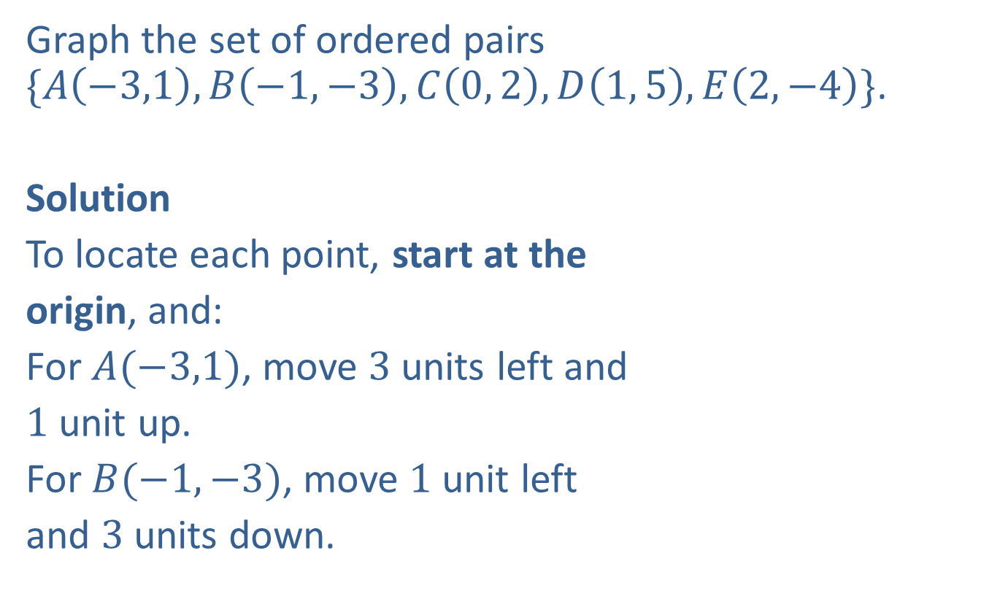 Graph the set of ordered pairs
{A(−3,1), B(−1, −3), C(0, 2), D(1, 5), E(2, −4)}.
Solution
To locate each point, start at the
origin, and:
For A(−3,1), move 3 units left and
1 unit up.
For B(−1, −3), move 1 unit left
and 3 units down.